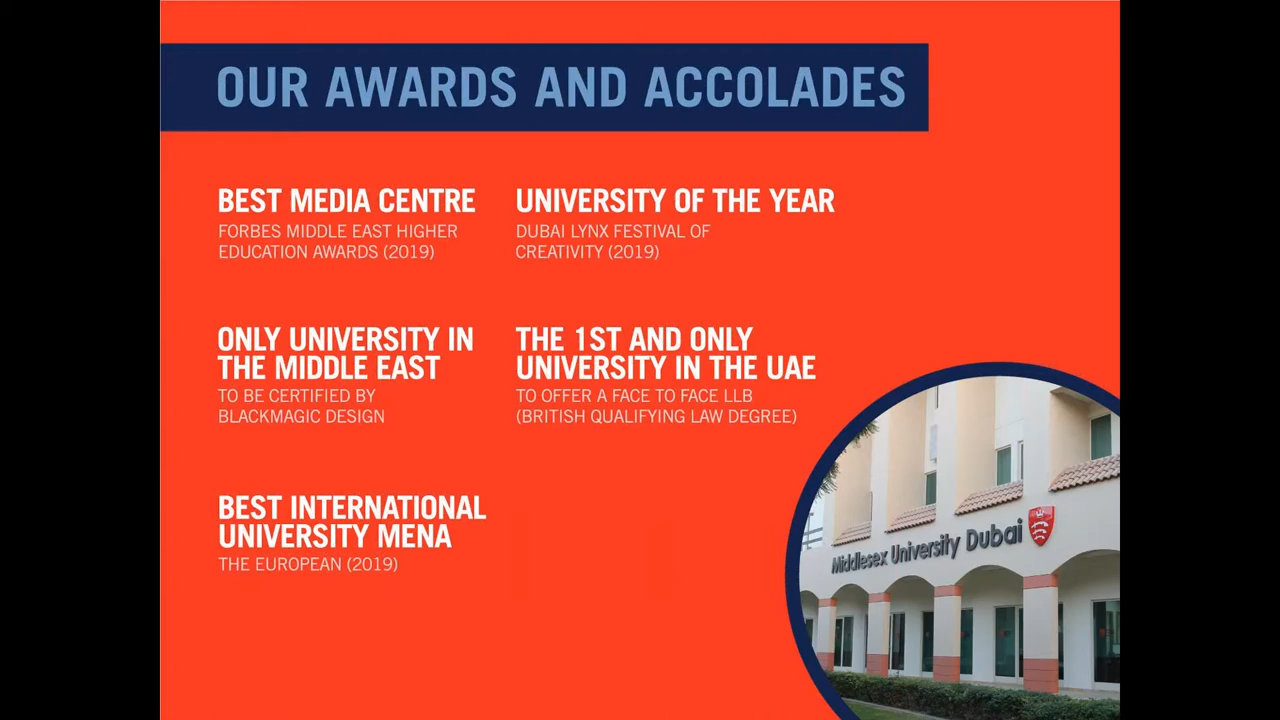 OUR AWARDS AND ACCOLADES
BEST MEDIA CENTRE
FORBES MIDDLE EAST HIGHER
EDUCATION AWARDS (2019)
UNIVERSITY OF THE YEAR
DUBAI LYNX FESTIVAL OF
CREATIVITY (2019)
ONLY UNIVERSITY IN
THE MIDDLE EAST
TO BE CERTIFIED BY
BLACKMAGIC DESIGN
THE 1ST AND ONLY
UNIVERSITY IN THE UAE
TO OFFER A FACE TO FACE LLB
(BRITISH QUALIFYING LAW DEGREE)
BEST INTERNATIONAL
UNIVERSITY MENA
THE EUROPEAN (2019)
Middlesex University Dubai